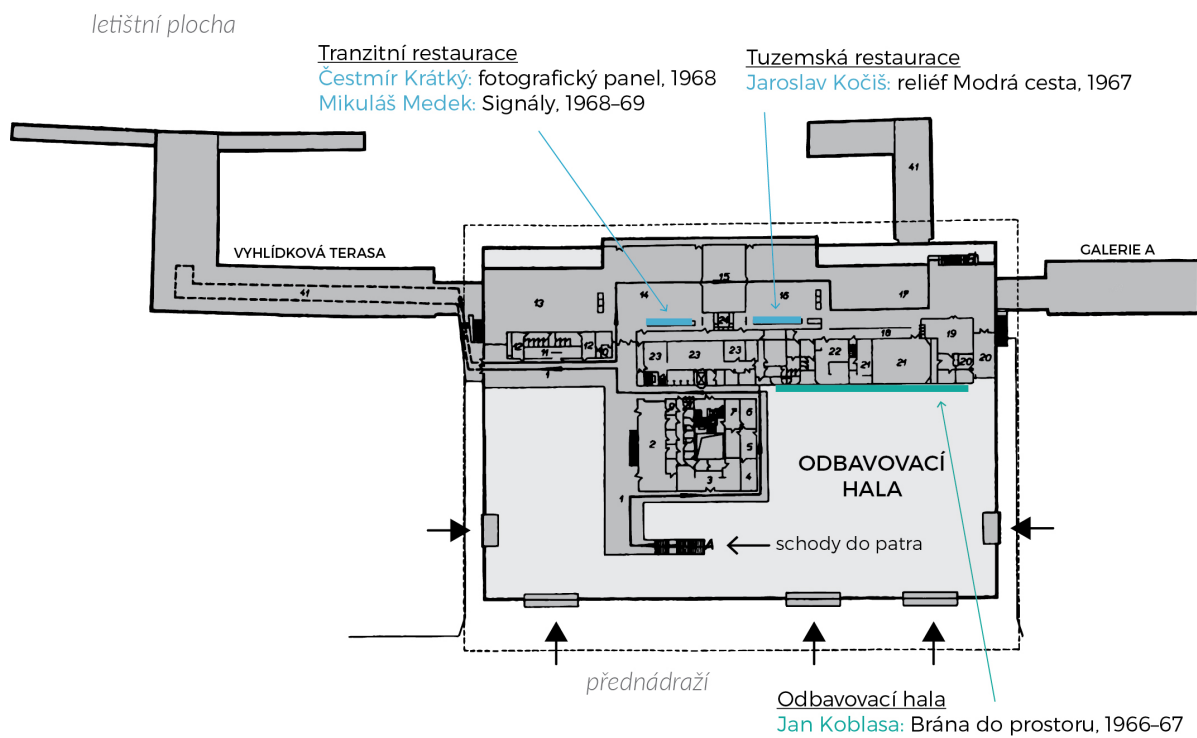 letištní plocha
Tranzitní restaurace
Čestmír Krátký: fotografický panel, 1968
Mikuláš Medek: Signály, 1968–69
Tuzemská restaurace
Jaroslav Kočiš: reliéf Modrá cesta, 1967
41
VYHLÍDKOVÁ TERASA
GALERIE A
15
41
13
14
16
17
18
19
24
12
11
12
10
23
23
23
22
21
21
20
20
1
2
7
6
5
4
3
1
ODBAVOVACÍ
HALA
A
schody do patra
přednádraží
Odbavovací hala
Jan Koblasa: Brána do prostoru, 1966–67